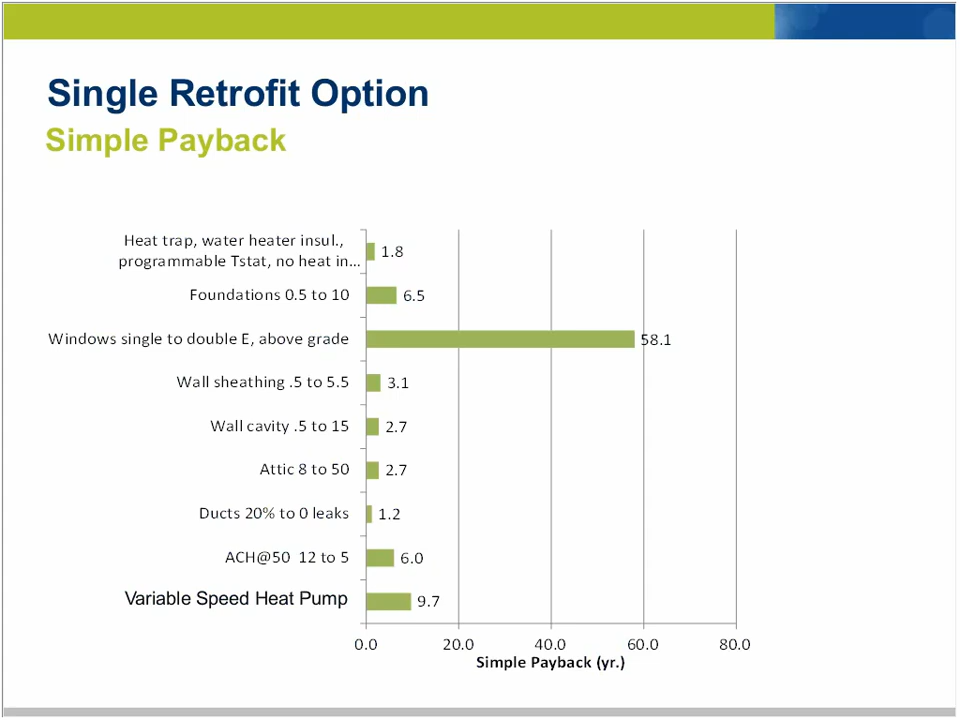 Single Retrofit Option
Simple Payback
Heat trap, water heater insul.,
programmable Tstat, no heat in...
1.8
Foundations 0.5 to 10
6.5
Windows single to double E, above grade
58.1
Wall sheathing .5 to 5.5
3.1
Wall cavity .5 to 15
2.7
Attic 8 to 50
2.7
Ducts 20% to 0 leaks
1.2
ACH@50 12 to 5
6.0
Variable Speed Heat Pump
9.7
0.0 20.0 40.0 60.0 80.0
Simple Payback (yr.)